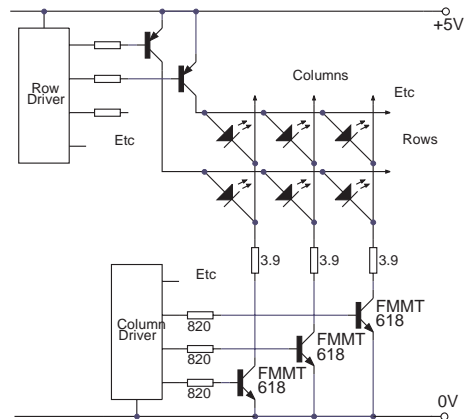 +5V
Row
Driver
Columns
Etc
Rows
Etc
3.9
3.9
3.9
Etc
Column
Driver
820
820
820
FMMT
618
FMMT
618
FMMT
618
0V